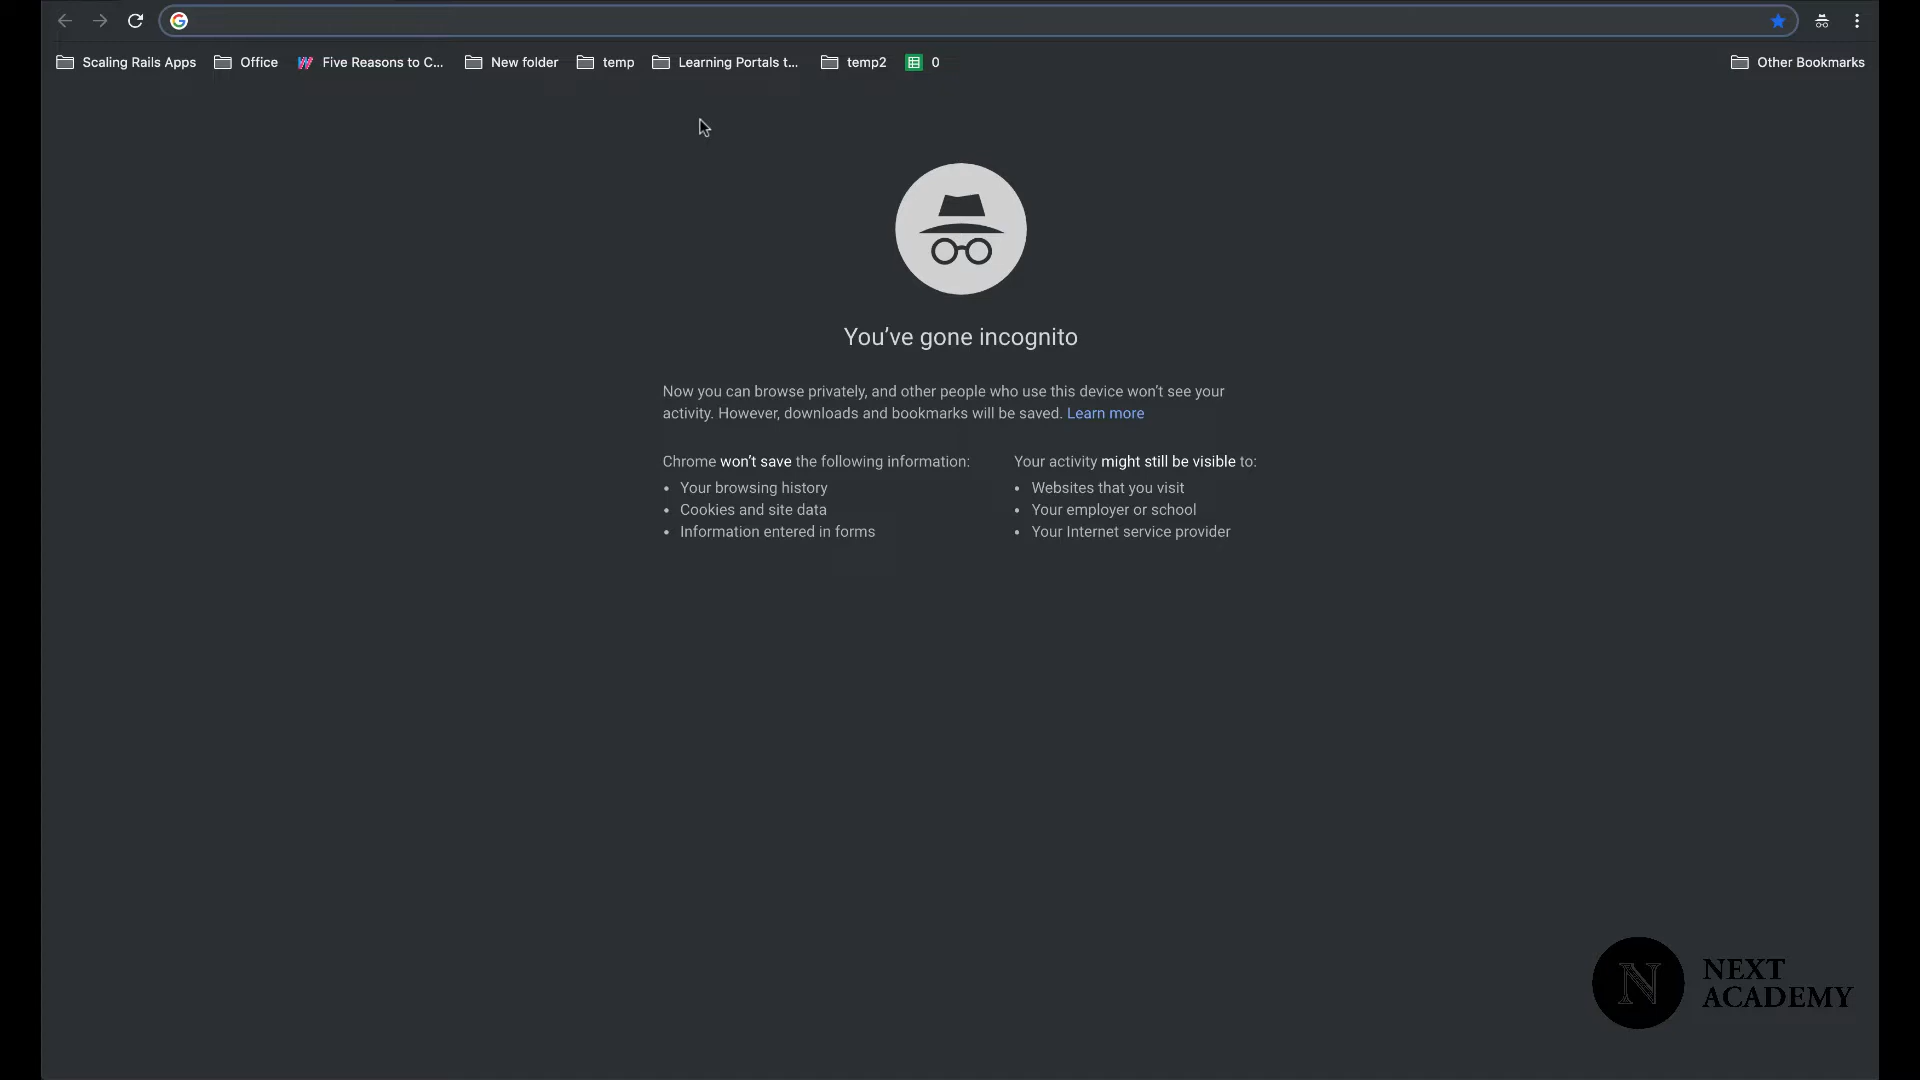 Scaling Rails Apps
Office
Five Reasons to C...
New folder
temp
Learning Portals t...
temp2
0
Other Bookmarks
You’ve gone incognito
Now you can browse privately, and other people who use this device won’t see your
activity. However, downloads and bookmarks will be saved. Learn more
Chrome won’t save the following information:
Your browsing history
Cookies and site data
Information entered in forms
Your activity might still be visible to:
Websites that you visit
Your employer or school
Your Internet service provider
N
NEXT
ACADEMY